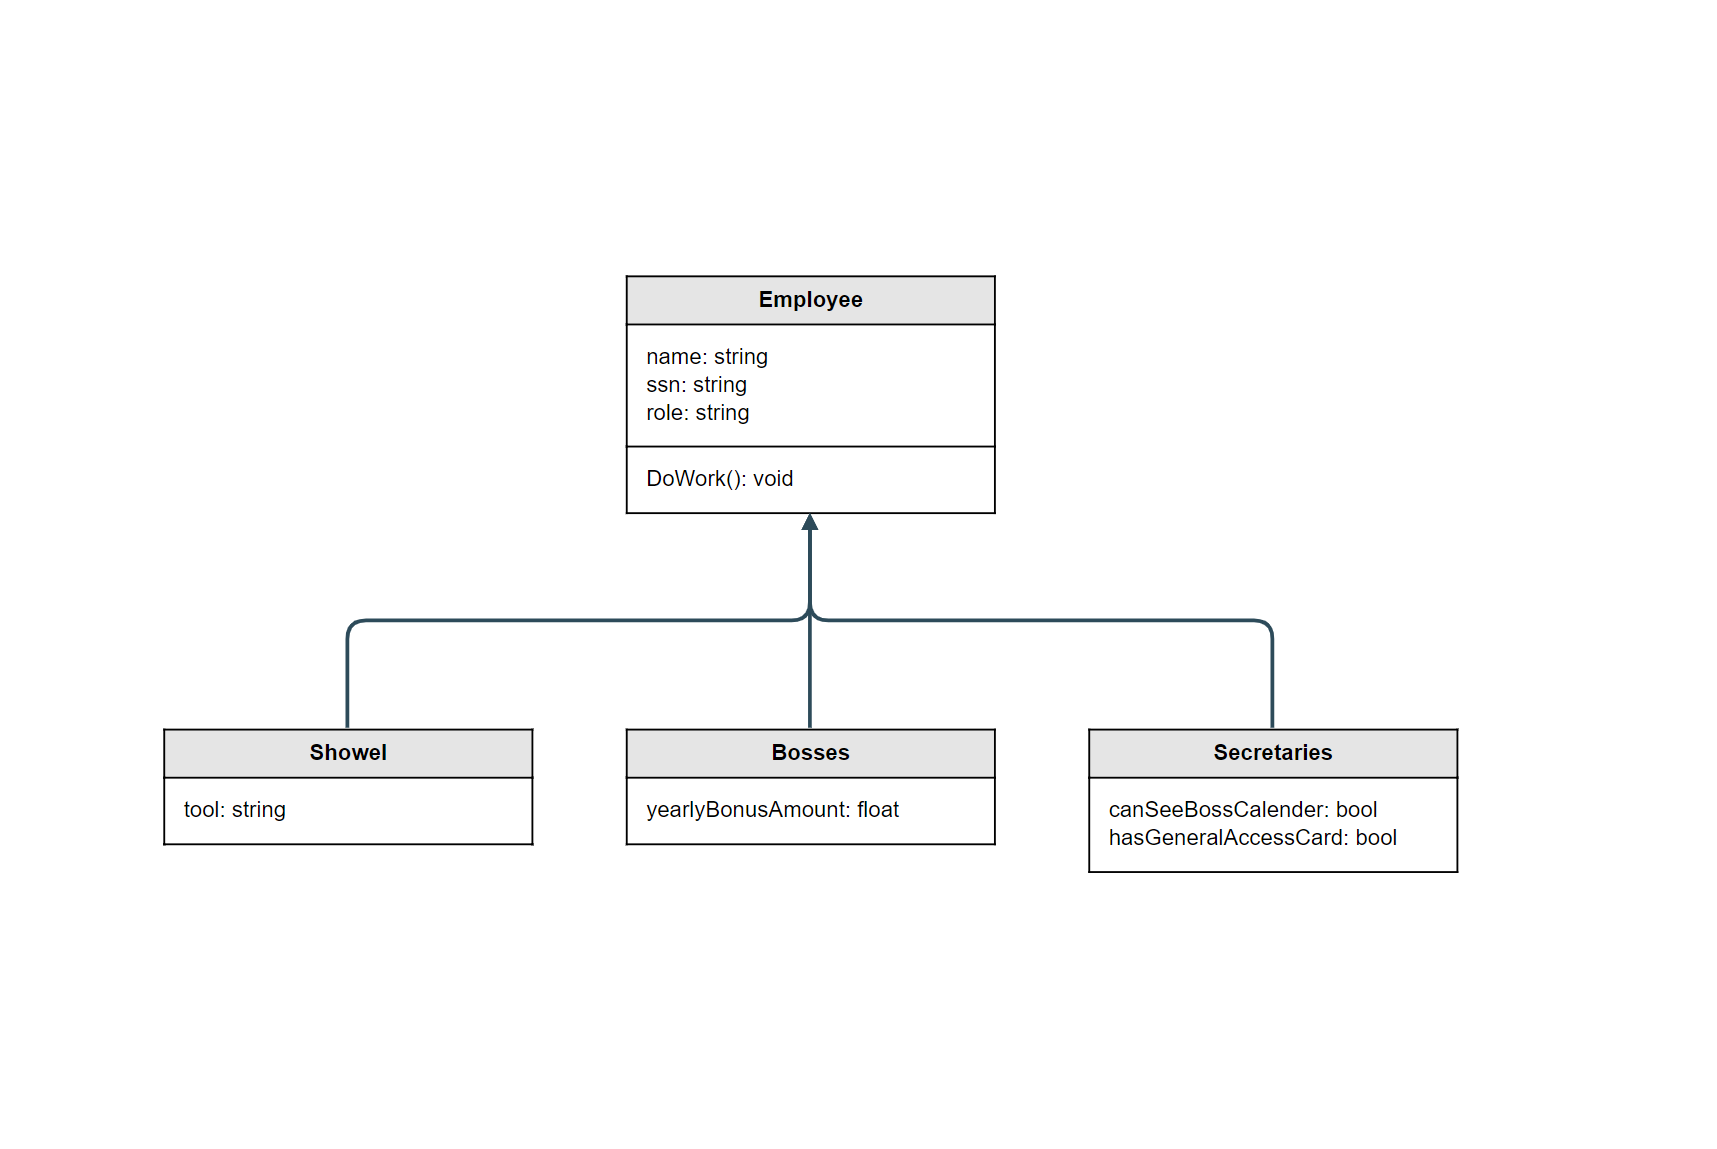 Employee
name: string
ssn: string
role: string
DoWork(): void
Showel
tool: string
Bosses
yearlyBonusAmount: float
Secretaries
canSeeBossCalender: bool
hasGeneralAccessCard: bool